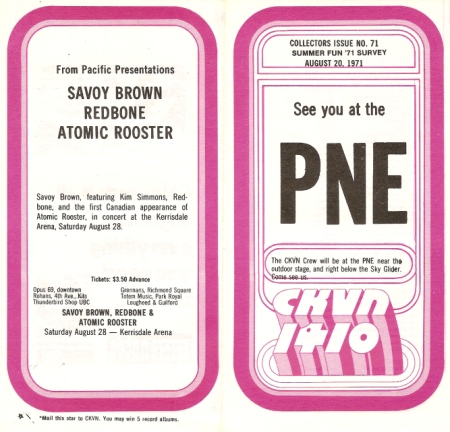 From Pacific Presentations
SAVOY BROWN
REDBONE
ATOMIC ROOSTER
Savoy Brown, featuring Kim Simmons, Red-
bone, and the first Canadian appearance of
Atomic Rooster, in concert at the Kerrisdale
Arena, Saturday August 28.
Tickets: $3.50 Advance
Opus 69, downtown
Rohans, 4th Ave., Kits
Thunderbird Shop UBC
Grennans, Richmond Square
Totem Music, Park Royal
Lougheed & Guilford
SAVOY BROWN, REDBONE &
ATOMIC ROOSTER
Saturday August 28 — Kerrisdale Arena
*Mail this star to CKVN. You may win 5 record albums.
COLLECTORS ISSUE NO. 71
SUMMER FUN '71 SURVEY
AUGUST 20, 1971
See you at the
PNE
The CKVN Crew will be at the PNE near the
outdoor stage, and right below the Sky Glider.
Come see us.
CKVN
1410